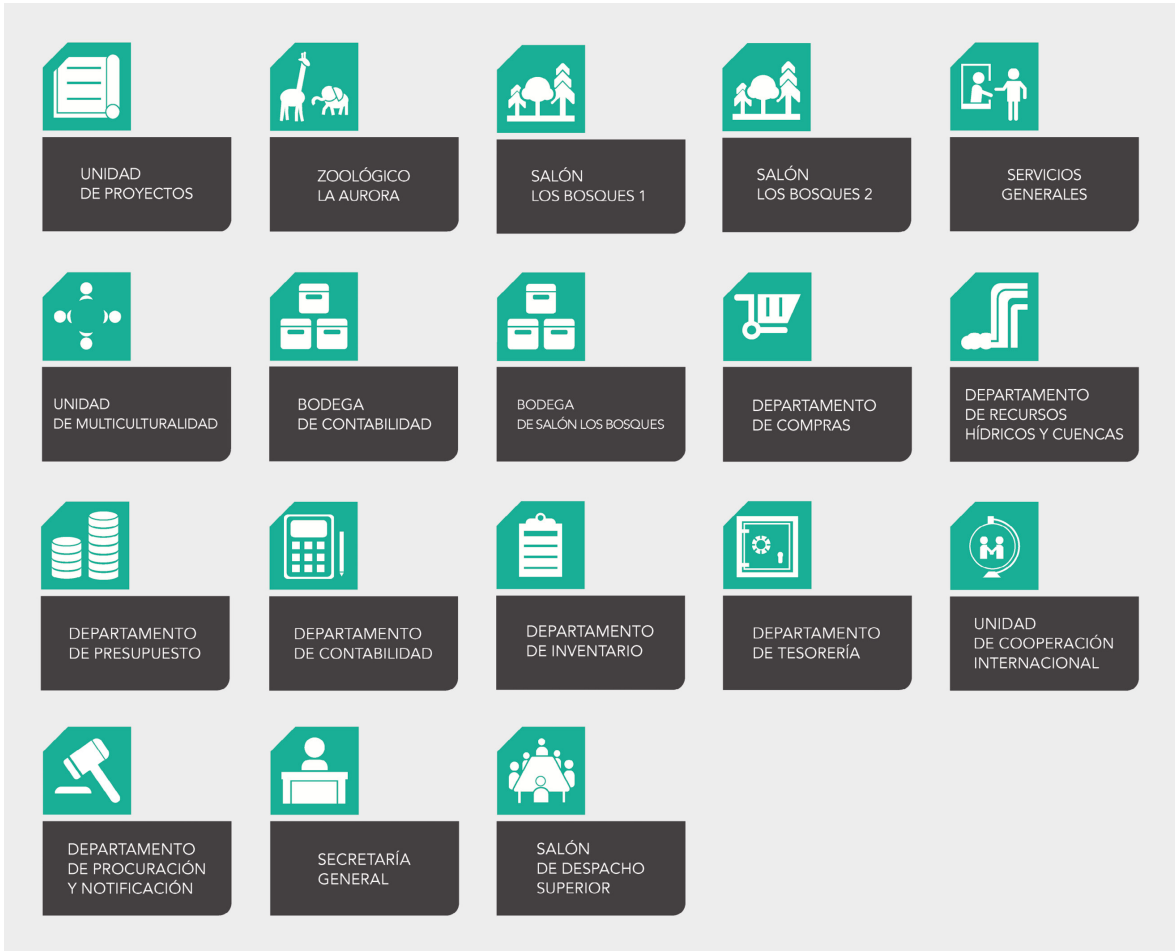 UNIDAD
DE PROYECTOS
ZOOLÓGICO
LA AURORA
SALÓN
LOS BOSQUES 1
SALÓN
LOS BOSQUES 2
SERVICIOS
GENERALES
UNIDAD
DE MULTICULTURALIDAD
BODEGA
DE CONTABILIDAD
BODEGA
DE SALÓN LOS BOSQUES
DEPARTAMENTO
DE COMPRAS
DEPARTAMENTO
DE RECURSOS
HÍDRICOS Y CUENCAS
DEPARTAMENTO
DE PRESUPUESTO
DEPARTAMENTO
DE CONTABILIDAD
DEPARTAMENTO
DE INVENTARIO
DEPARTAMENTO
DE TESORERÍA
UNIDAD
DE COOPERACIÓN
INTERNACIONAL
DEPARTAMENTO
DE PROCURACIÓN
Y NOTIFICACIÓN
SECRETARÍA
GENERAL
SALÓN
DE DESPACHO
SUPERIOR